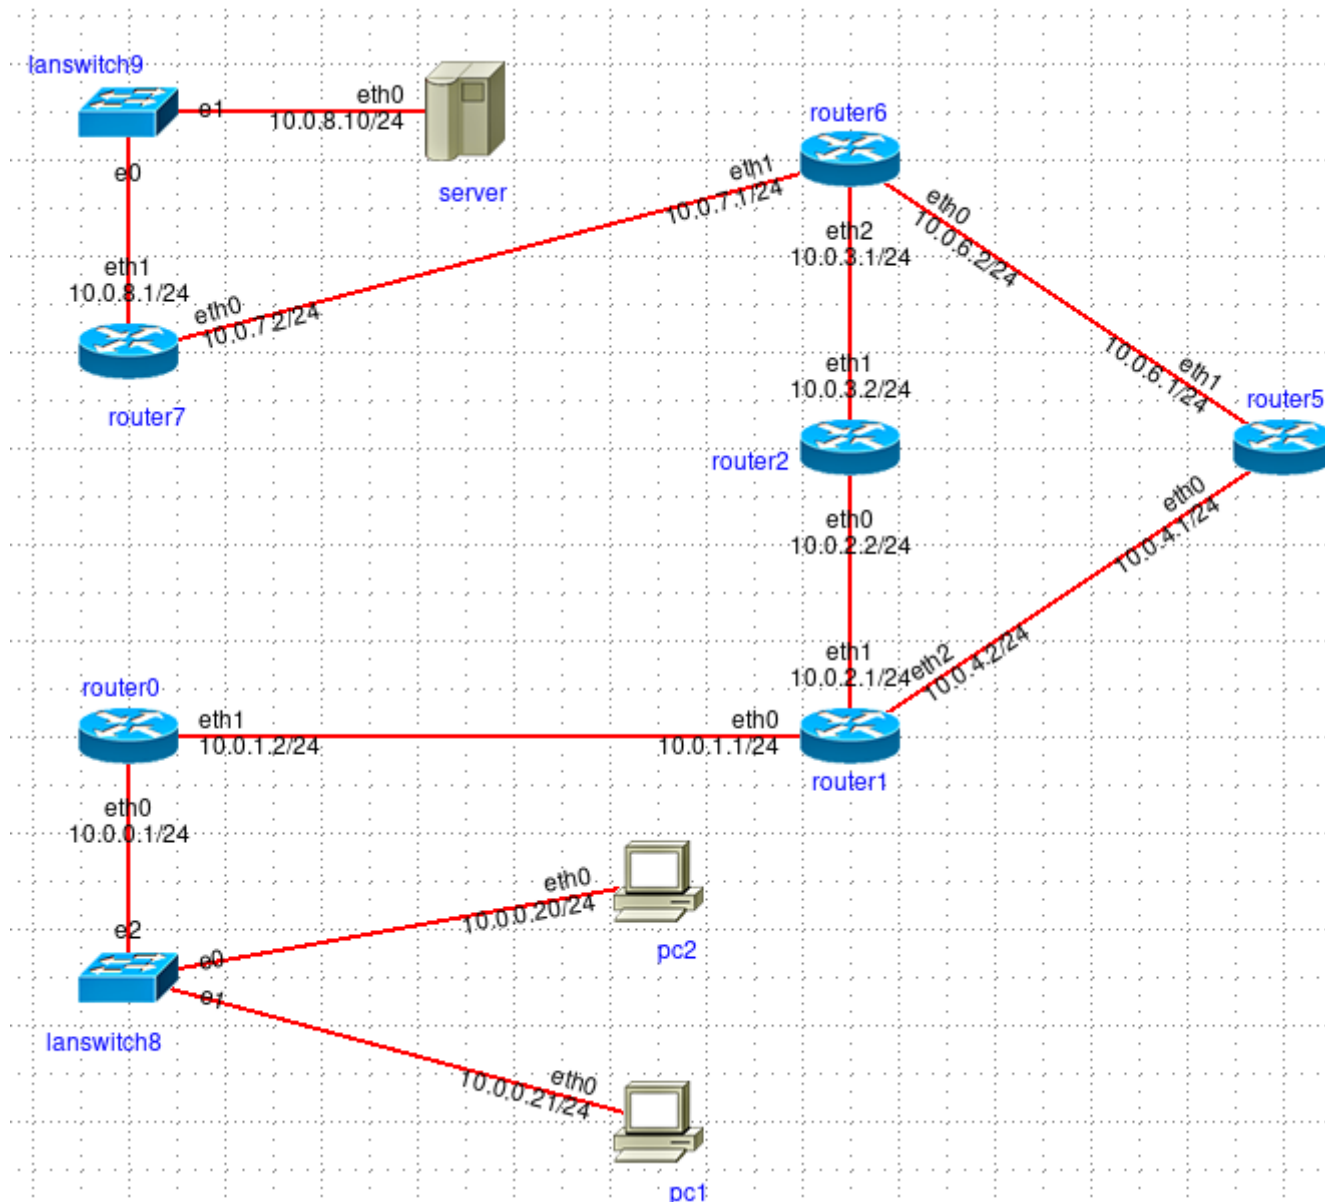 lanswitch9
e1
eth0
10.0.8.10/24
server
e0
eth1
10.0.8.1/24
eth0
10.0.7.2/24
router7
router6
eth1
10.0.7.1/24
eth2
10.0.3.1/24
eth0
10.0.6.2/24
eth1
10.0.6.1/24
router5
eth1
10.0.3.2/24
router2
eth0
10.0.2.2/24
eth0
10.0.4.1/24
eth1
10.0.2.1/24
eth2
10.0.4.2/24
router0
eth1
10.0.1.2/24
eth0
10.0.1.1/24
router1
eth0
10.0.0.1/24
e2
e0
e1
lanswitch8
eth0
10.0.0.20/24
pc2
eth0
10.0.0.21/24
pc1